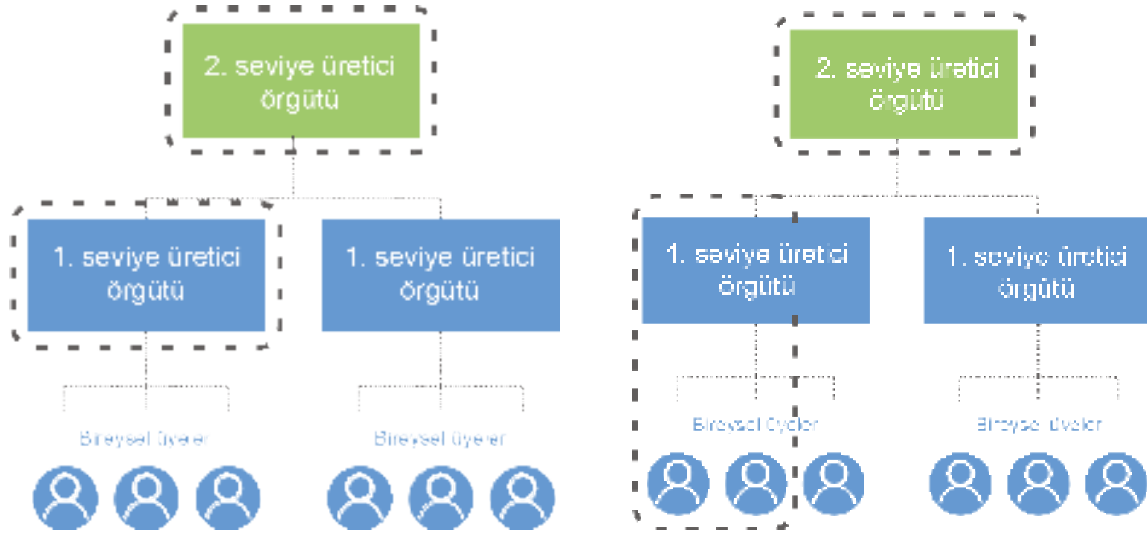 2. seviye üretici
örgütü
2. seviye üretici
örgütü
1. seviye üretici
örgütü
1. seviye üretici
örgütü
1. seviye üretici
örgütü
1. seviye üretici
örgütü
Bireysel üyeler
Bireysel üyeler
Bireysel üyeler
Bireysel üyeler